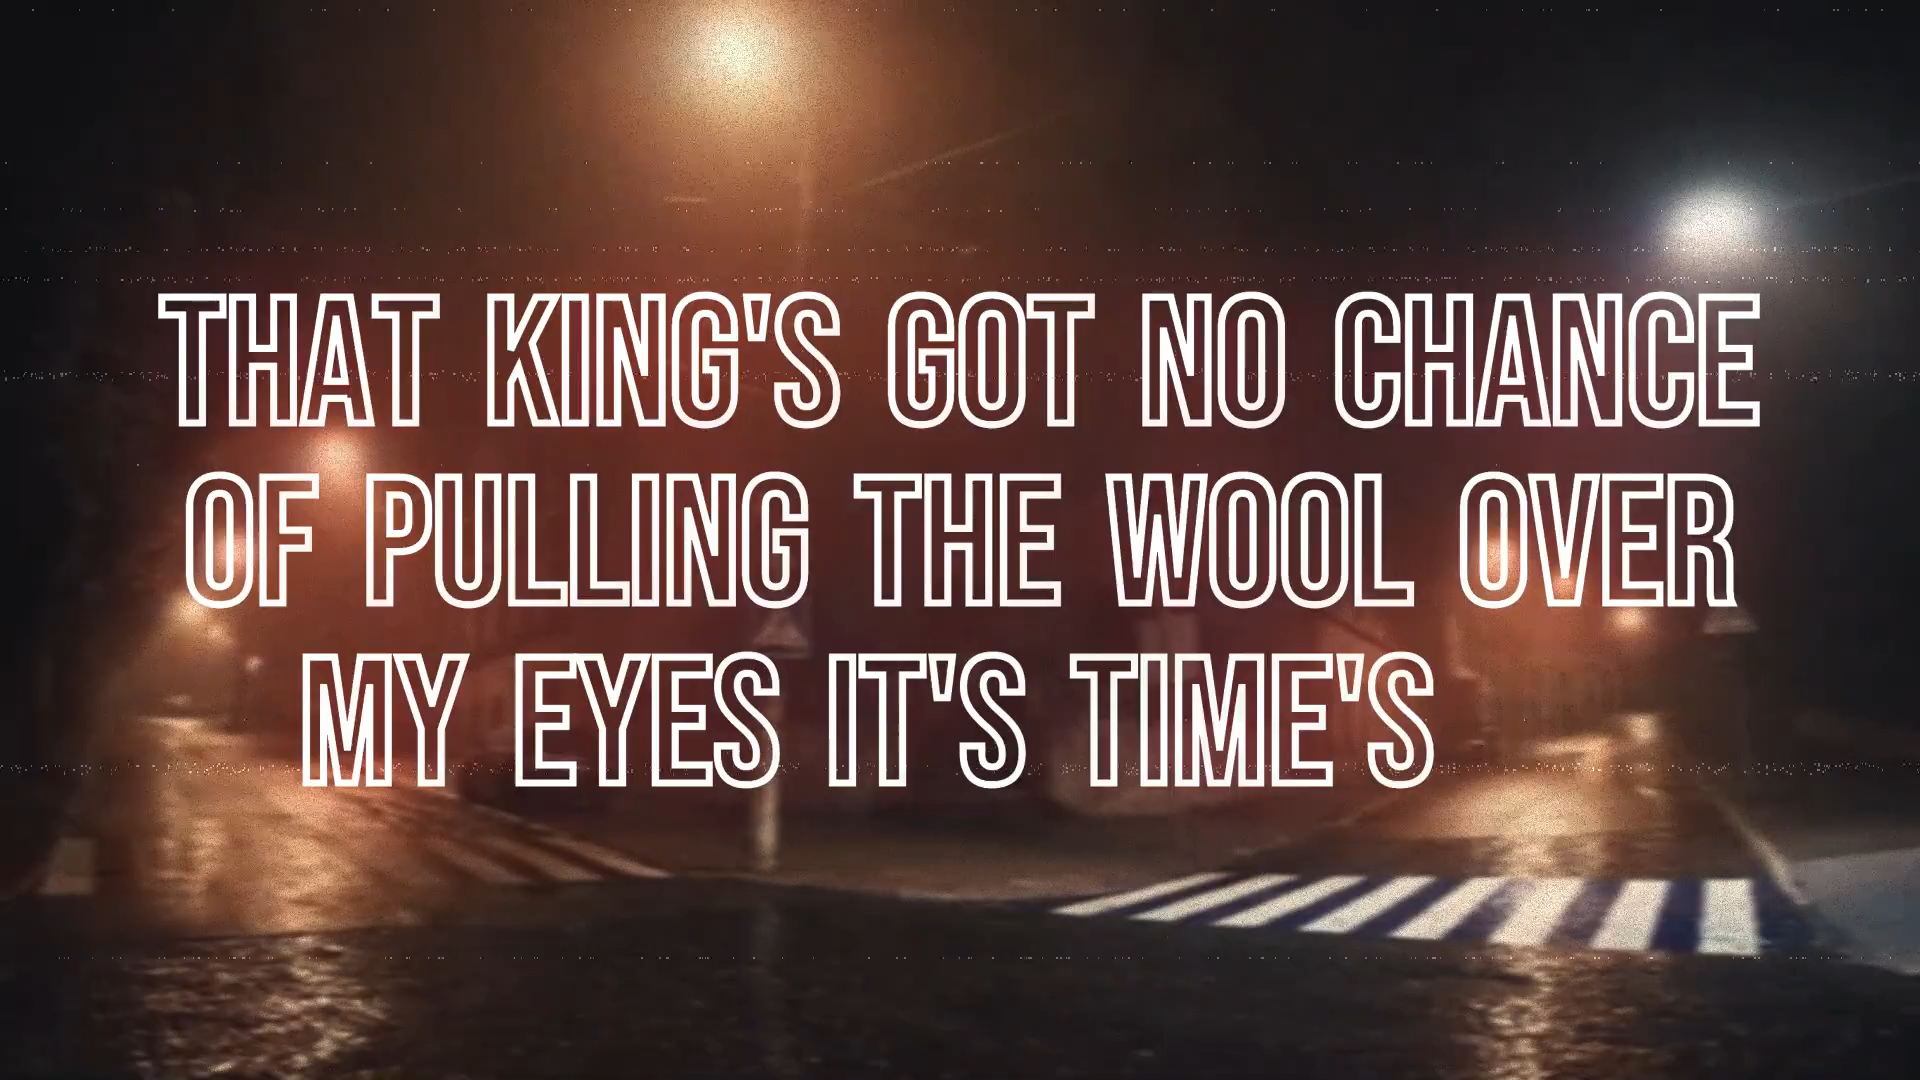 THAT KING'S GOT NO CHANCE
OF PULLING THE WOOL OVER
MY EYES IT'S TIME'S